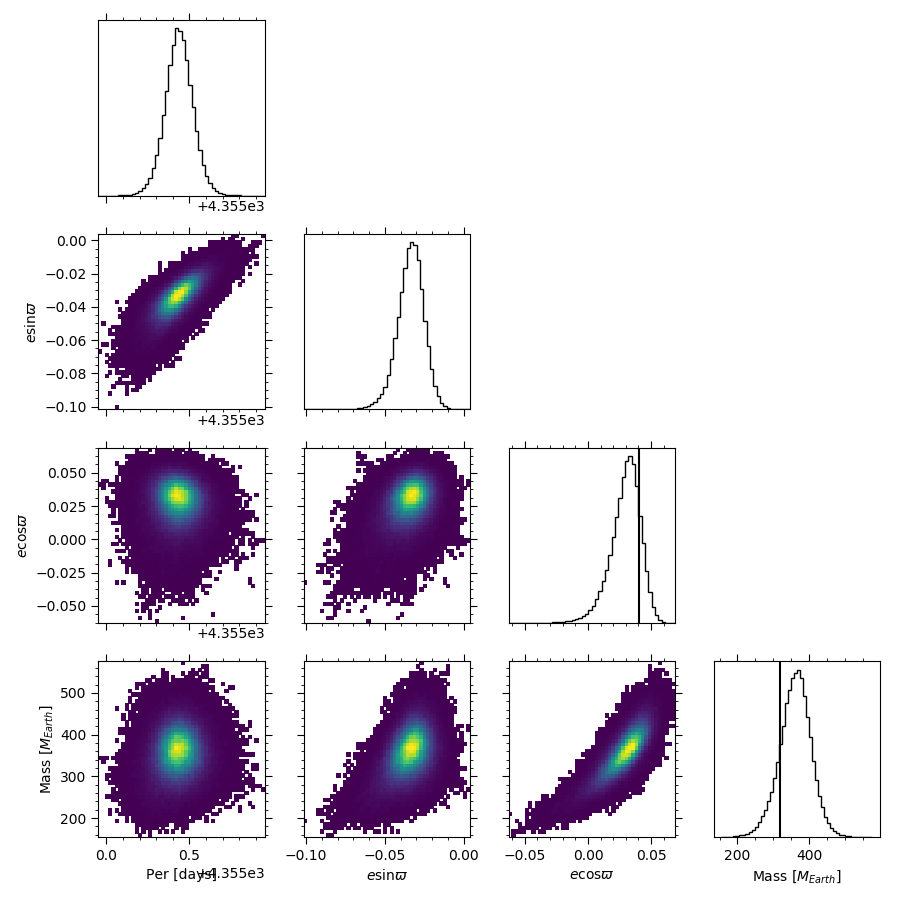 +4.355e3
0.00
−0.02
−0.04
−0.06
−0.08
−0.10
esinϖ
+4.355e3
0.050
0.025
0.000
−0.025
−0.050
ecosϖ
+4.355e3
500
400
300
200
Mass [M_Earth]
0.0 0.5 −0.10 −0.05 0.00 −0.05 0.00 0.05 200 400
Per [days] +4.355e3 esinϖ ecosϖ Mass [M_Earth]